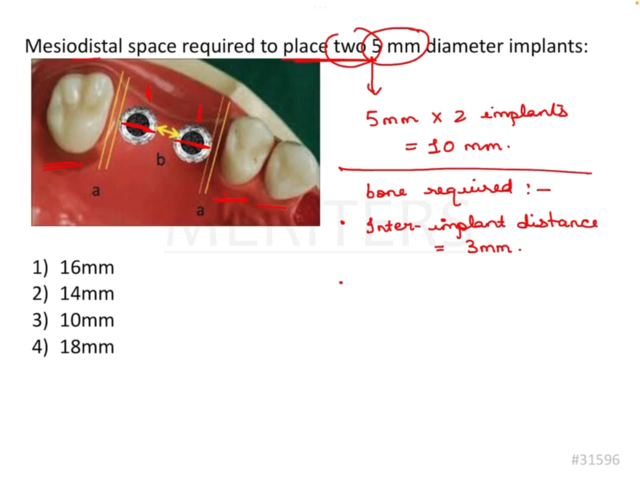 Mesiodistal space required to place two 5 mm diameter implants:
5mm x 2 implants
= 10 mm.
bone required :-
• Inter-implant distance
= 3mm.
•
a
b
a
MERITERS
1) 16mm
2) 14mm
3) 10mm
4) 18mm
#31596